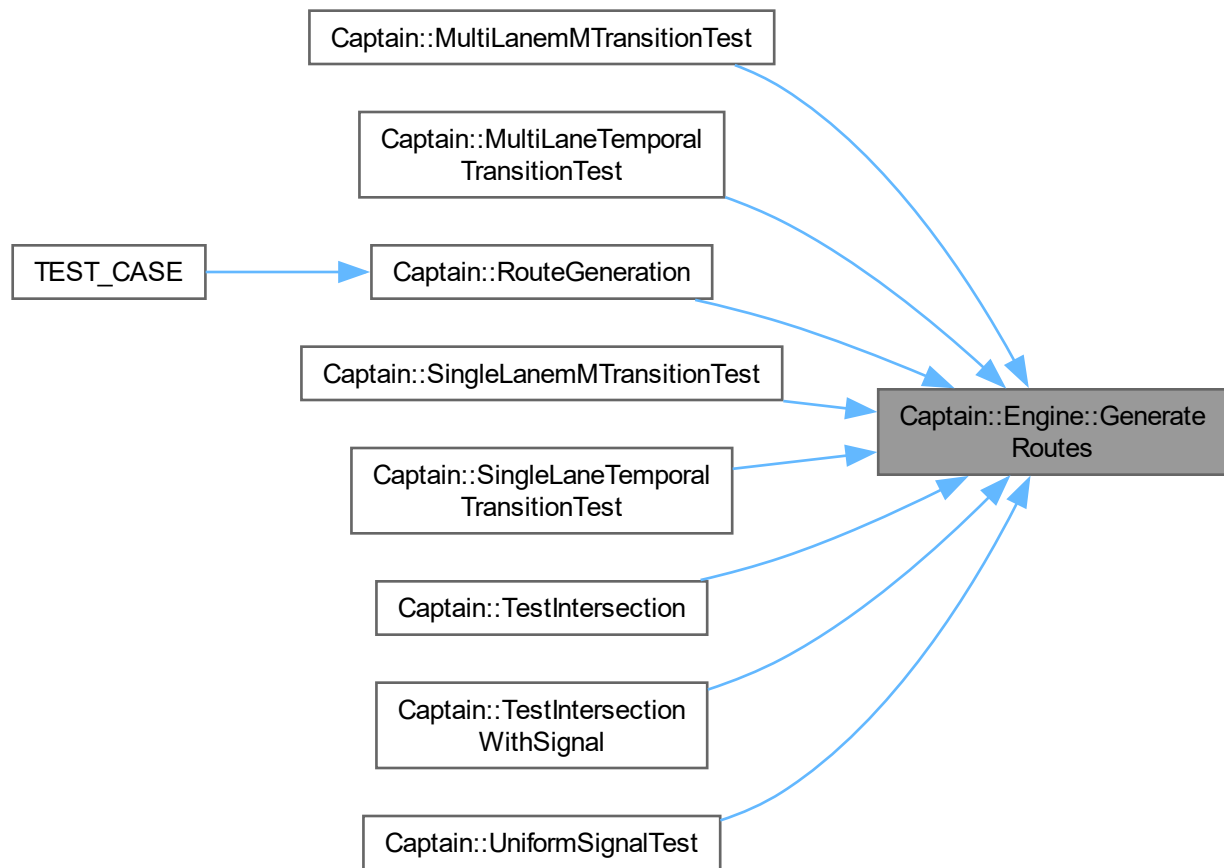 Captain::MultiLanemMTransitionTest
Captain::MultiLaneTemporal
TransitionTest
TEST_CASE
Captain::RouteGeneration
Captain::SingleLanemMTransitionTest
Captain::Engine::Generate
Routes
Captain::SingleLaneTemporal
TransitionTest
Captain::TestIntersection
Captain::TestIntersection
WithSignal
Captain::UniformSignalTest